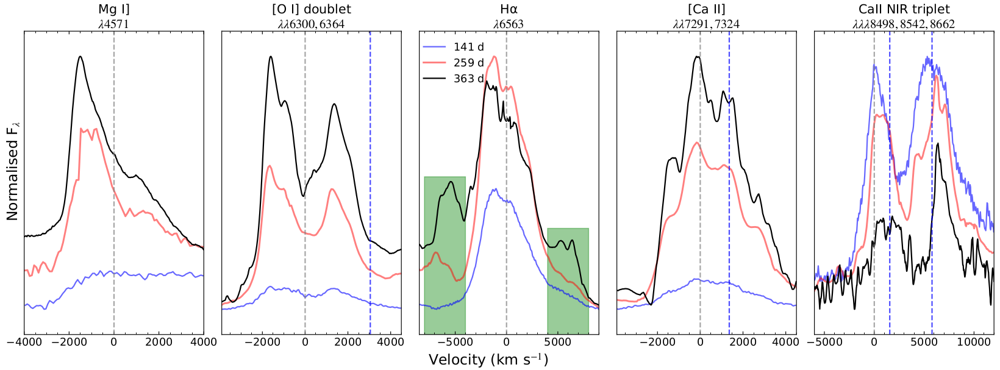 Mg I]
λ4571
[O I] doublet
λλ6300, 6364
Hα
λ6563
[Ca II]
λλ7291, 7324
CaII NIR triplet
λλλ8498, 8542, 8662
Normalised Fλ
141 d
259 d
363 d
−4000 −2000 0 2000 4000
−2000 0 2000 4000
−5000 0 5000
−2000 0 2000 4000
−5000 0 5000 10000
Velocity (km s⁻¹)